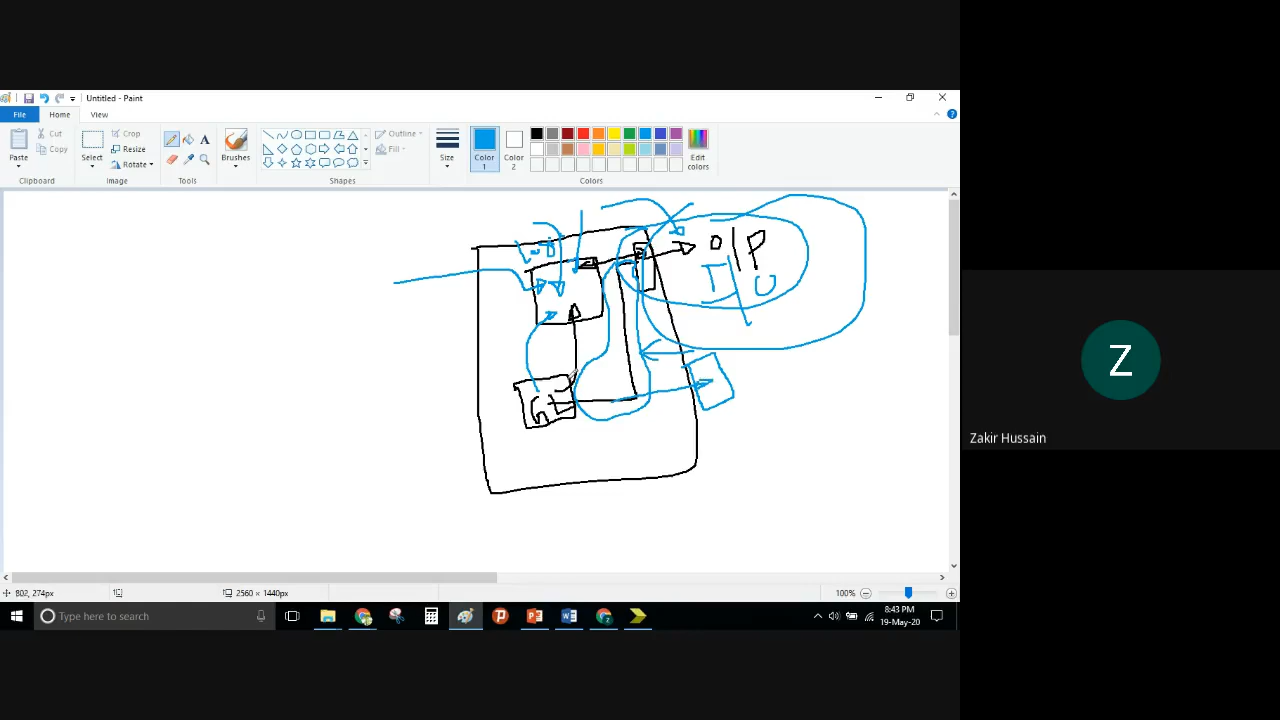 Untitled - Paint
File
Home
View
Paste
Cut
Copy
Clipboard
Select
Crop
Resize
Rotate
Image
Tools
Brushes
Shapes
Outline
Fill
Size
Color 1
Color 2
Edit colors
Colors
O/P
I/U
G
802, 274px
2560 × 1440px
100%
Type here to search
8:43 PM
19-May-20
Z
Zakir Hussain